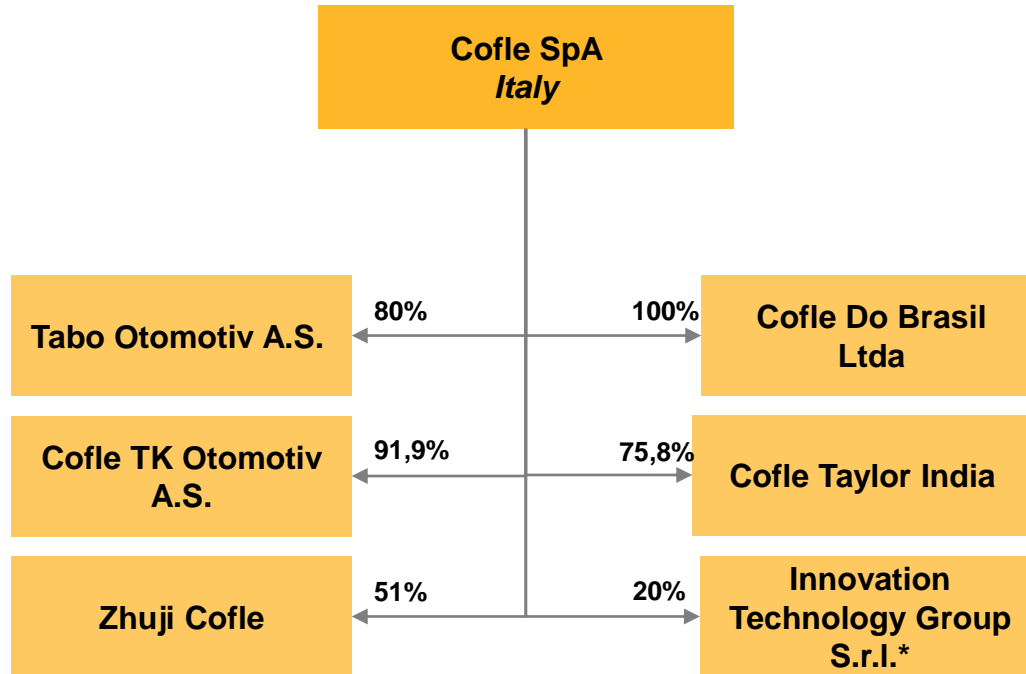 Cofle SpA
Italy
80%
100%
Tabo Otomotiv A.S.
Cofle Do Brasil
Ltda
91,9%
75,8%
Cofle TK Otomotiv
A.S.
Cofle Taylor India
51%
20%
Zhuji Cofle
Innovation
Technology Group
S.r.l.*